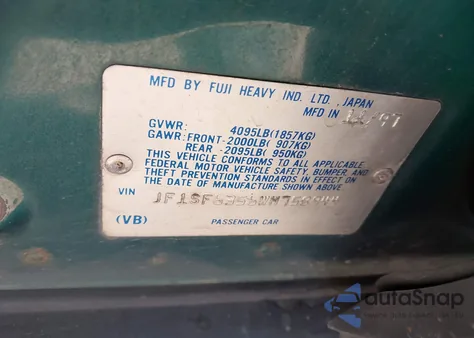 MFD BY FUJI HEAVY IND. LTD., JAPAN
MFD IN
GVWR: 4095LB(1857KG)
GAWR: FRONT-2000LB( 907KG)
REAR -2095LB( 950KG)
THIS VEHICLE CONFORMS TO ALL APPLICABLE
FEDERAL MOTOR VEHICLE SAFETY, BUMPER, AND
THEFT PREVENTION STANDARDS IN EFFECT ON
THE DATE OF MANUFACTURE SHOWN ABOVE.
VIN
(VB) PASSENGER CAR
autoSnap